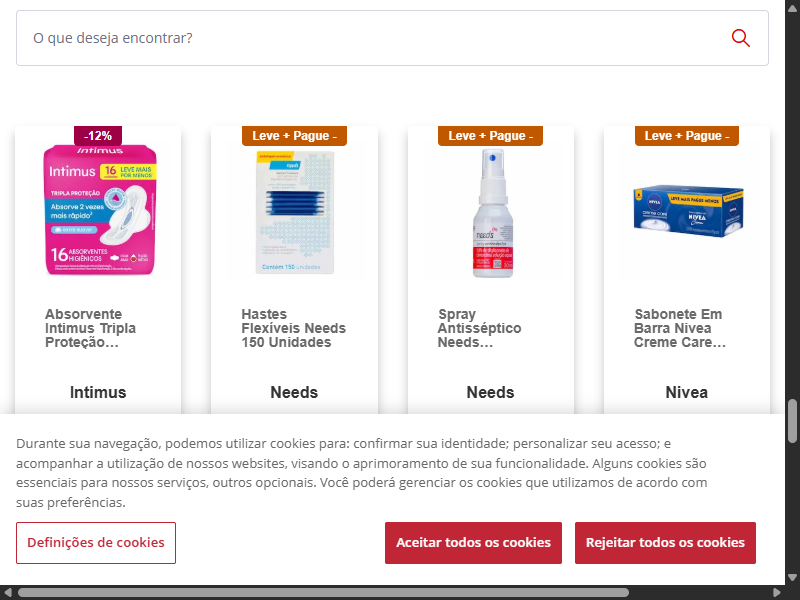 O que deseja encontrar?
-12%
Leve + Pague -
Leve + Pague -
Leve + Pague -
Intimus
Intimus
16 LEVE MAIS
POR MENOS
TRIPLA PROTEÇÃO
Absorve 2 vezes
mais rápido²
16 ABSORVENTES
HIGIÊNICOS
needs
Contém 150 unidades
needs
NIVEA
LEVE MAIS PAGUE MENOS
NIVEA
Absorvente
Intimus Tripla
Proteção...
Hastes
Flexíveis Needs
150 Unidades
Spray
Antisséptico
Needs...
Sabonete Em
Barra Nivea
Creme Care...
Intimus
Needs
Needs
Nivea
Durante sua navegação, podemos utilizar cookies para: confirmar sua identidade; personalizar seu acesso; e
acompanhar a utilização de nossos websites, visando o aprimoramento de sua funcionalidade. Alguns cookies são
essenciais para nossos serviços, outros opcionais. Você poderá gerenciar os cookies que utilizamos de acordo com
suas preferências.
Definições de cookies
Aceitar todos os cookies
Rejeitar todos os cookies